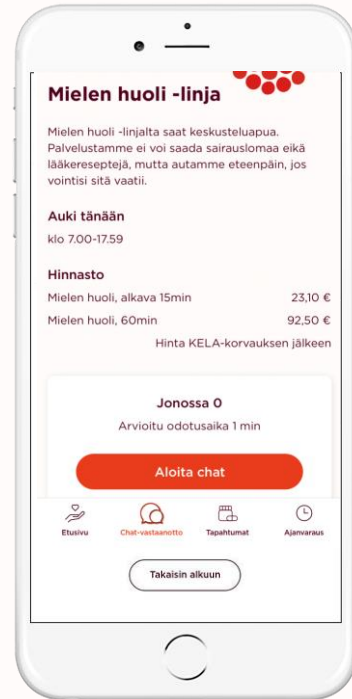 Mielen huoli -linja
Mielen huoli -linjalta saat keskusteluapua.
Palvelustamme ei voi saada sairauslomaa eikä
lääkereseptejä, mutta autamme eteenpäin, jos
vointisi sitä vaatii.
Auki tänään
klo 7.00-17.59
Hinnasto
Mielen huoli, alkava 15min 23,10 €
Mielen huoli, 60min 92,50 €
Hinta KELA-korvauksen jälkeen
Jonossa 0
Arvioitu odotusaika 1 min
Aloita chat
Etusivu Chat-vastaanotto Tapahtumat Ajanvaraus
Takaisin alkuun